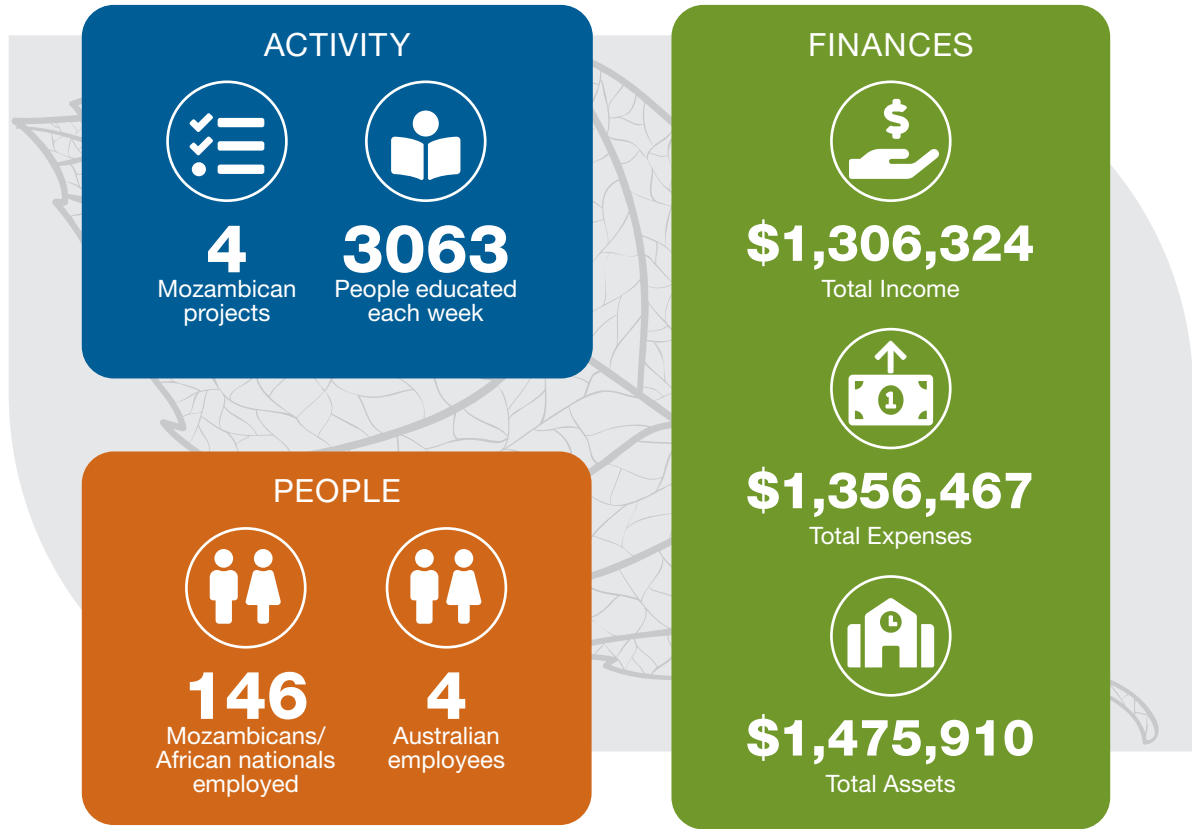 ACTIVITY
4
Mozambican
projects
3063
People educated
each week
PEOPLE
146
Mozambicans/
African nationals
employed
4
Australian
employees
FINANCES
$
$1,306,324
Total Income
1
$1,356,467
Total Expenses
$1,475,910
Total Assets